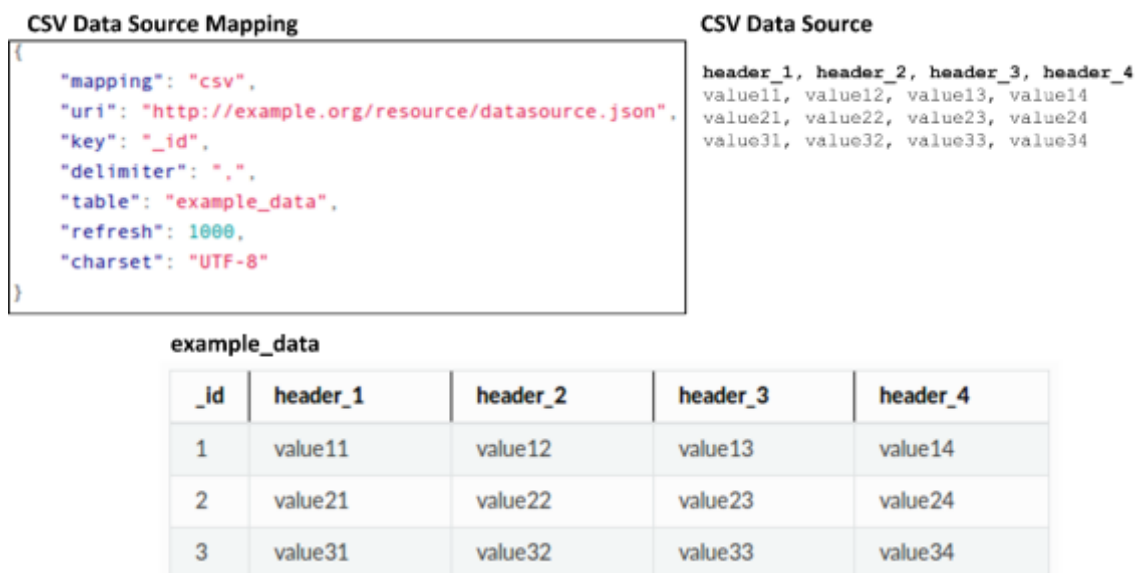 CSV Data Source Mapping
{
"mapping": "csv",
"uri": "http://example.org/resource/datasource.json",
"key": "_id",
"delimiter": ",",
"table": "example_data",
"refresh": 1000,
"charset": "UTF-8"
}
CSV Data Source
header_1, header_2, header_3, header_4
value11, value12, value13, value14
value21, value22, value23, value24
value31, value32, value33, value34
example_data
_id header_1 header_2 header_3 header_4
1 value11 value12 value13 value14
2 value21 value22 value23 value24
3 value31 value32 value33 value34